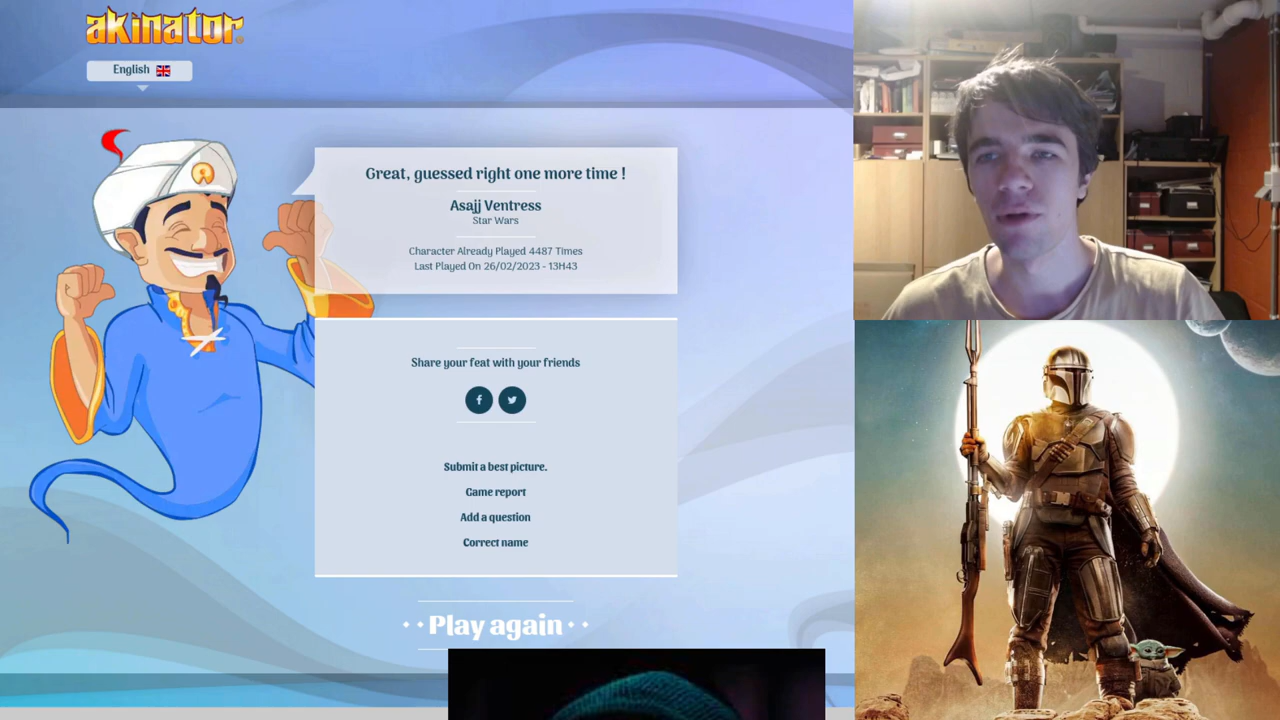 akinator
English
Great, guessed right one more time !
Asajj Ventress
Star Wars
Character Already Played 4487 Times
Last Played On 26/02/2023 - 13H43
Share your feat with your friends
Submit a best picture.
Game report
Add a question
Correct name
Play again